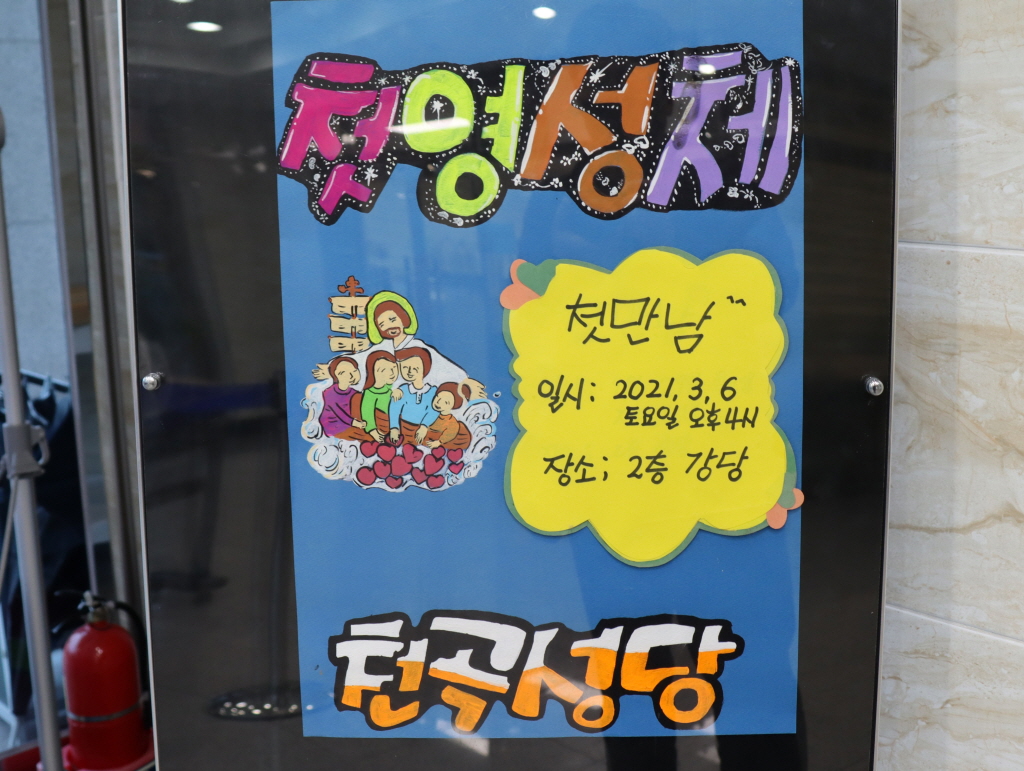 첫영성체
첫만남
일시: 2021. 3. 6
토요일 오후4시
장소; 2층 강당
천곡성당